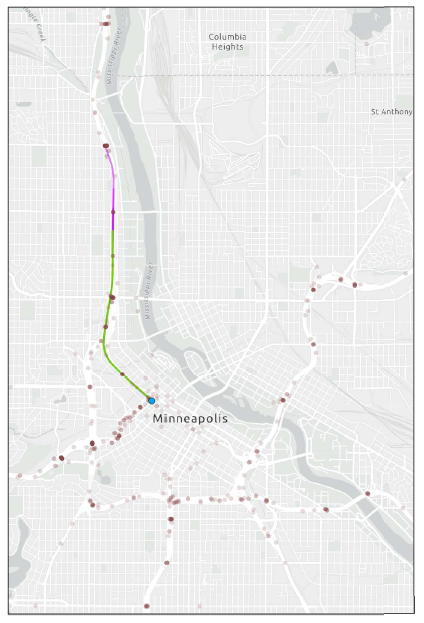 Mississippi River
Columbia
Heights
St Anthony
Mississippi River
Minneapolis